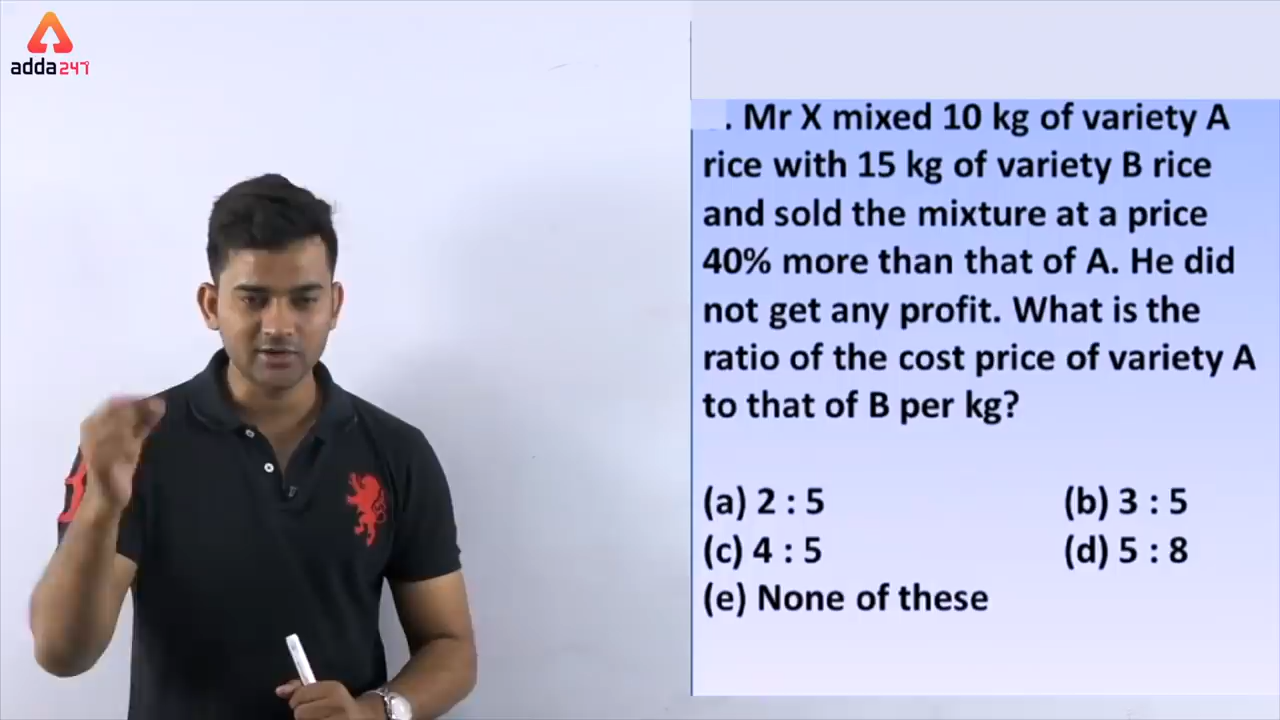 adda247
. Mr X mixed 10 kg of variety A
rice with 15 kg of variety B rice
and sold the mixture at a price
40% more than that of A. He did
not get any profit. What is the
ratio of the cost price of variety A
to that of B per kg?
(a) 2 : 5 (b) 3 : 5
(c) 4 : 5 (d) 5 : 8
(e) None of these